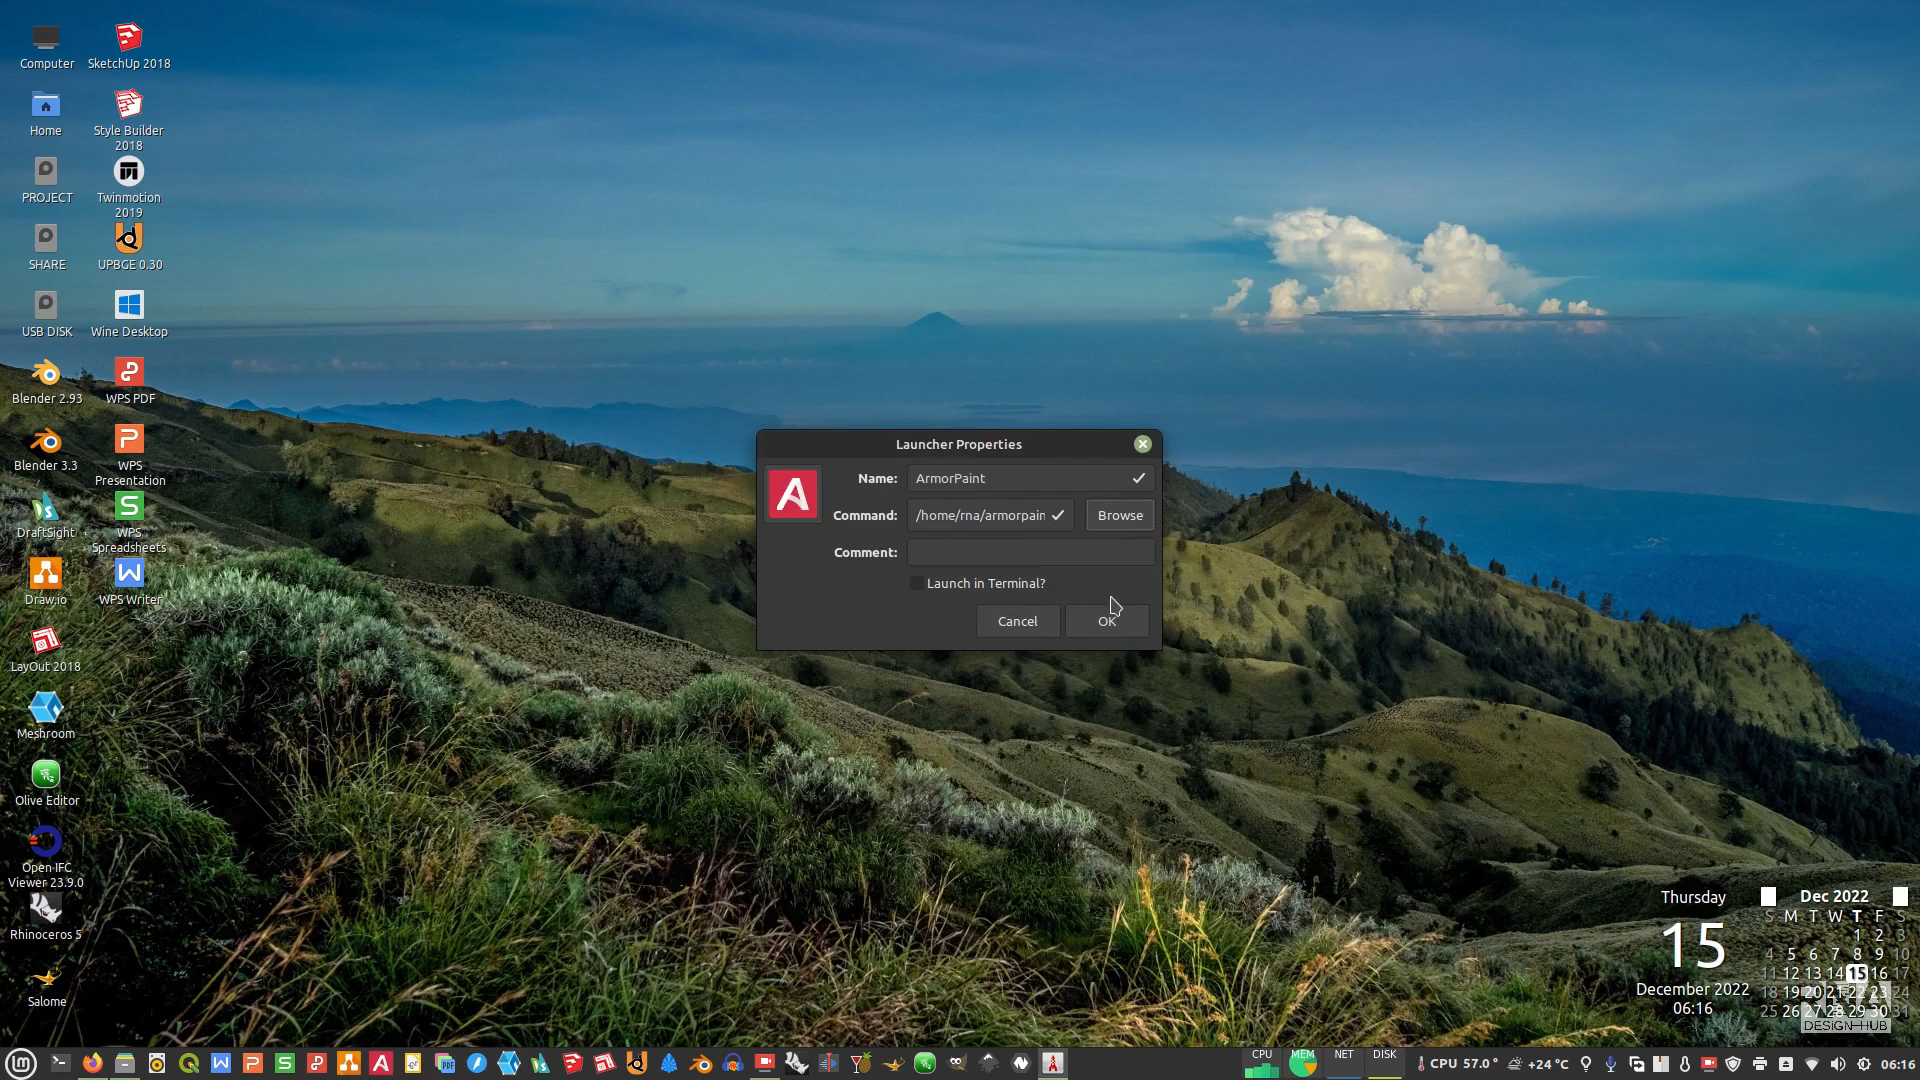 Computer
SketchUp 2018
Home
Style Builder
2018
PROJECT
Twinmotion
2019
SHARE
UPBGE 0.30
USB DISK
Wine Desktop
Blender 2.93
WPS PDF
Blender 3.3
WPS
Presentation
DraftSight
WPS
Spreadsheets
Draw.io
WPS Writer
LayOut 2018
Meshroom
Olive Editor
Open IFC
Viewer 23.9.0
Rhinoceros 5
Salome
Launcher Properties
Name: ArmorPaint
Command: /home/rna/armorpain Browse
Comment:
Launch in Terminal?
Cancel OK
Thursday
15
December 2022
06:16
Dec 2022
S M T W T F S
1 2 3
4 5 6 7 8 9 10
11 12 13 14 15 16 17
18 19 20 21 22 23 24
25 26 27 28 29 30 31
DESIGN-HUB
CPU MEM NET DISK CPU 57.0° +24 °C 06:16